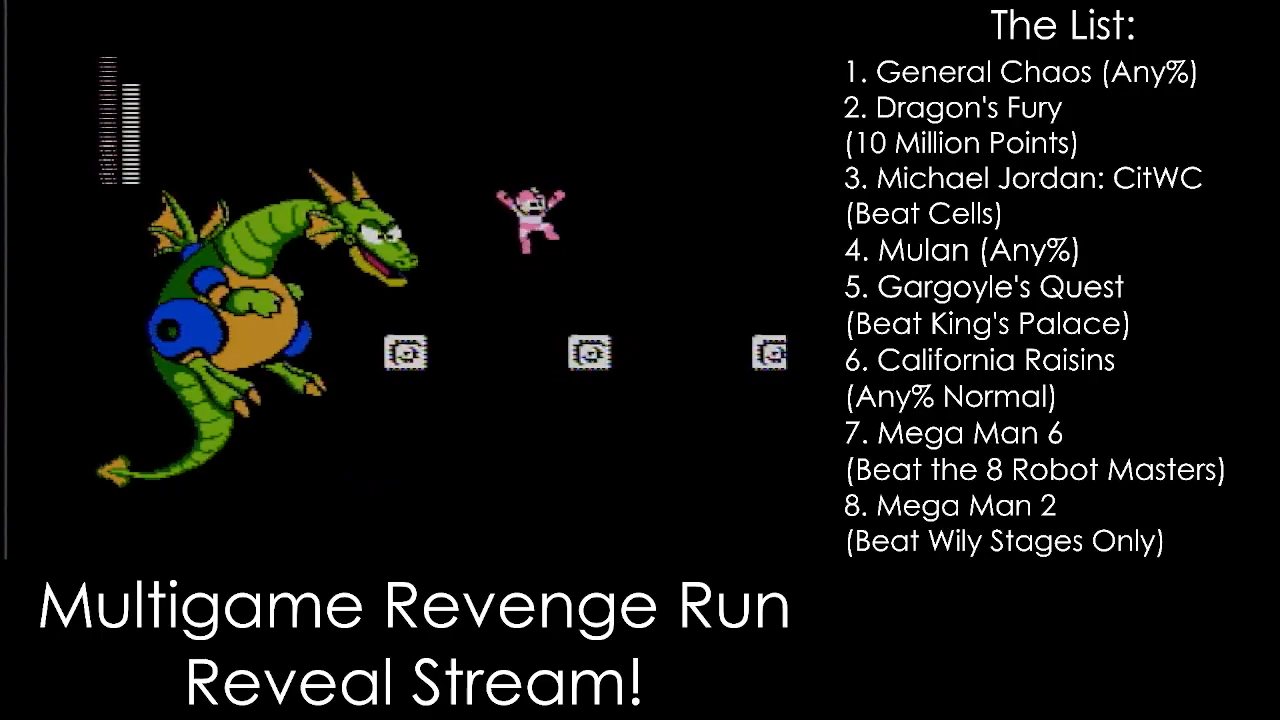 The List:
1. General Chaos (Any%)
2. Dragon's Fury
(10 Million Points)
3. Michael Jordan: CitWC
(Beat Cells)
4. Mulan (Any%)
5. Gargoyle's Quest
(Beat King's Palace)
6. California Raisins
(Any% Normal)
7. Mega Man 6
(Beat the 8 Robot Masters)
8. Mega Man 2
(Beat Wily Stages Only)
Multigame Revenge Run
Reveal Stream!